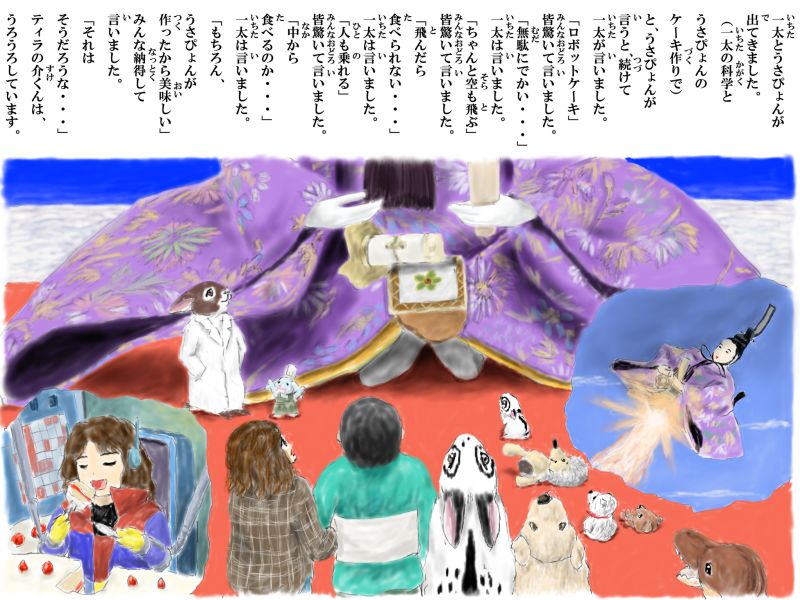 一太とうさぴょんが
出てきました。
（一太の科学と
うさぴょんの
ケーキ作りで）
と、うさぴょんが
言うと、続けて
一太が言いました。
「ロボットケーキ」
皆驚いて言いました。
「無駄にでかい・・・」
一太は言いました。
「ちゃんと空も飛ぶ」
皆驚いて言いました。
「飛んだら
食べられない・・・」
一太は言いました。
「人も乗れる」
皆驚いて言いました。
「中から
食べるのか・・・」
一太は言いました。
「もちろん、
うさぴょんが
作ったから美味しい」
みんな納得して
言いました。
「それは
そうだろうな・・・」
ティラの介くんは、
うろうろしています。